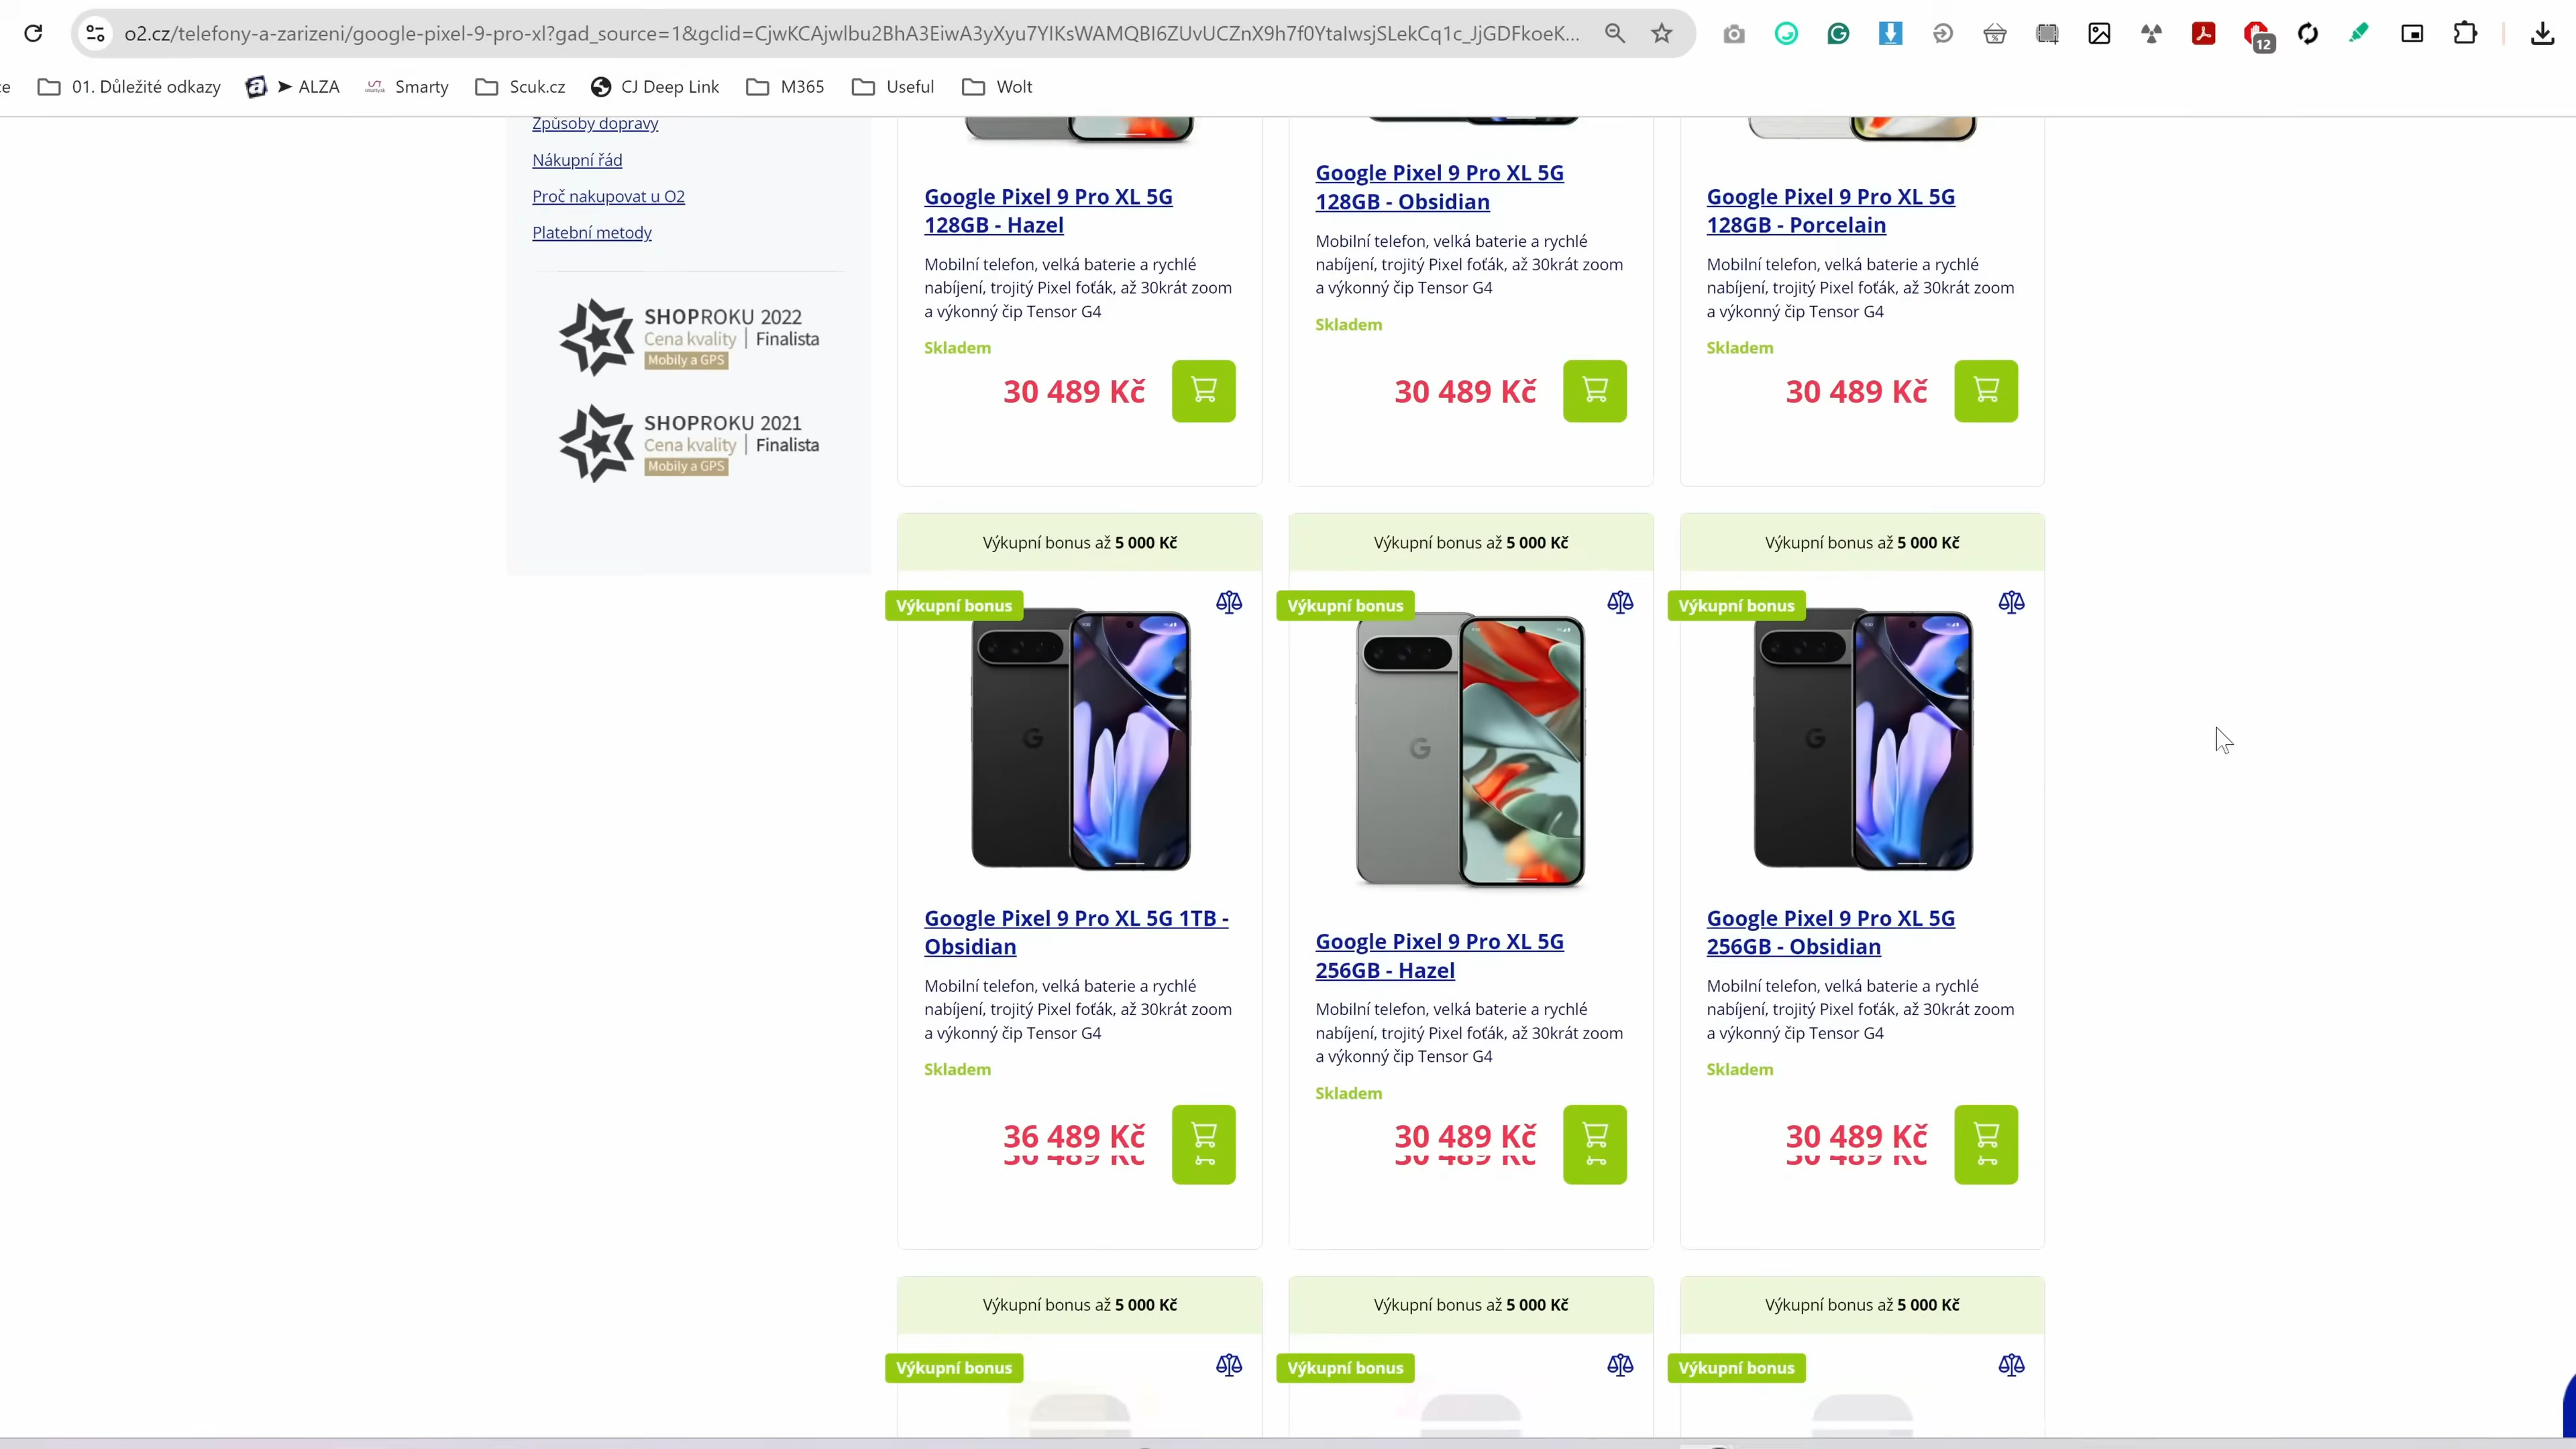 o2.cz/telefony-a-zarizeni/google-pixel-9-pro-xl?gad_source=1&gclid=CjwKCAjwlbu2BhA3EiwA3yXyu7YIKsWAMQBI6ZUvUCZnX9h7f0YtaIwsjSLekCq1c_JjGDFkoeK...
12
ce
01. Důležité odkazy
➤ ALZA
Smarty
Scuk.cz
CJ Deep Link
M365
Useful
Wolt
Způsoby dopravy
Nákupní řád
Proč nakupovat u O2
Platební metody
SHOPROKU 2022
Cena kvality | Finalista
Mobily a GPS
SHOPROKU 2021
Cena kvality | Finalista
Mobily a GPS
Google Pixel 9 Pro XL 5G
128GB - Hazel
Mobilní telefon, velká baterie a rychlé
nabíjení, trojitý Pixel foťák, až 30krát zoom
a výkonný čip Tensor G4
Skladem
30 489 Kč
Google Pixel 9 Pro XL 5G
128GB - Obsidian
Mobilní telefon, velká baterie a rychlé
nabíjení, trojitý Pixel foťák, až 30krát zoom
a výkonný čip Tensor G4
Skladem
30 489 Kč
Google Pixel 9 Pro XL 5G
128GB - Porcelain
Mobilní telefon, velká baterie a rychlé
nabíjení, trojitý Pixel foťák, až 30krát zoom
a výkonný čip Tensor G4
Skladem
30 489 Kč
Výkupní bonus až 5 000 Kč
Výkupní bonus
Google Pixel 9 Pro XL 5G 1TB -
Obsidian
Mobilní telefon, velká baterie a rychlé
nabíjení, trojitý Pixel foťák, až 30krát zoom
a výkonný čip Tensor G4
Skladem
36 489 Kč
Výkupní bonus až 5 000 Kč
Výkupní bonus
Google Pixel 9 Pro XL 5G
256GB - Hazel
Mobilní telefon, velká baterie a rychlé
nabíjení, trojitý Pixel foťák, až 30krát zoom
a výkonný čip Tensor G4
Skladem
30 489 Kč
Výkupní bonus až 5 000 Kč
Výkupní bonus
Google Pixel 9 Pro XL 5G
256GB - Obsidian
Mobilní telefon, velká baterie a rychlé
nabíjení, trojitý Pixel foťák, až 30krát zoom
a výkonný čip Tensor G4
Skladem
30 489 Kč
Výkupní bonus až 5 000 Kč
Výkupní bonus
Výkupní bonus až 5 000 Kč
Výkupní bonus
Výkupní bonus až 5 000 Kč
Výkupní bonus